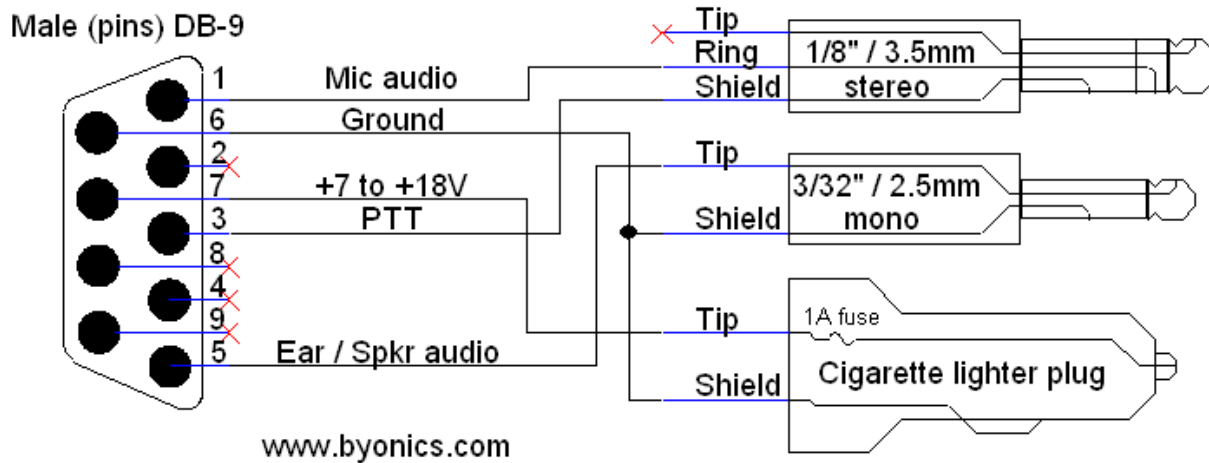 Male (pins) DB-9
1
Mic audio
6
Ground
2
7
+7 to +18V
3
PTT
8
4
9
5
Ear / Spkr audio
Tip
Ring
Shield
1/8" / 3.5mm
stereo
Tip
Shield
3/32" / 2.5mm
mono
Tip
Shield
1A fuse
Cigarette lighter plug
www.byonics.com